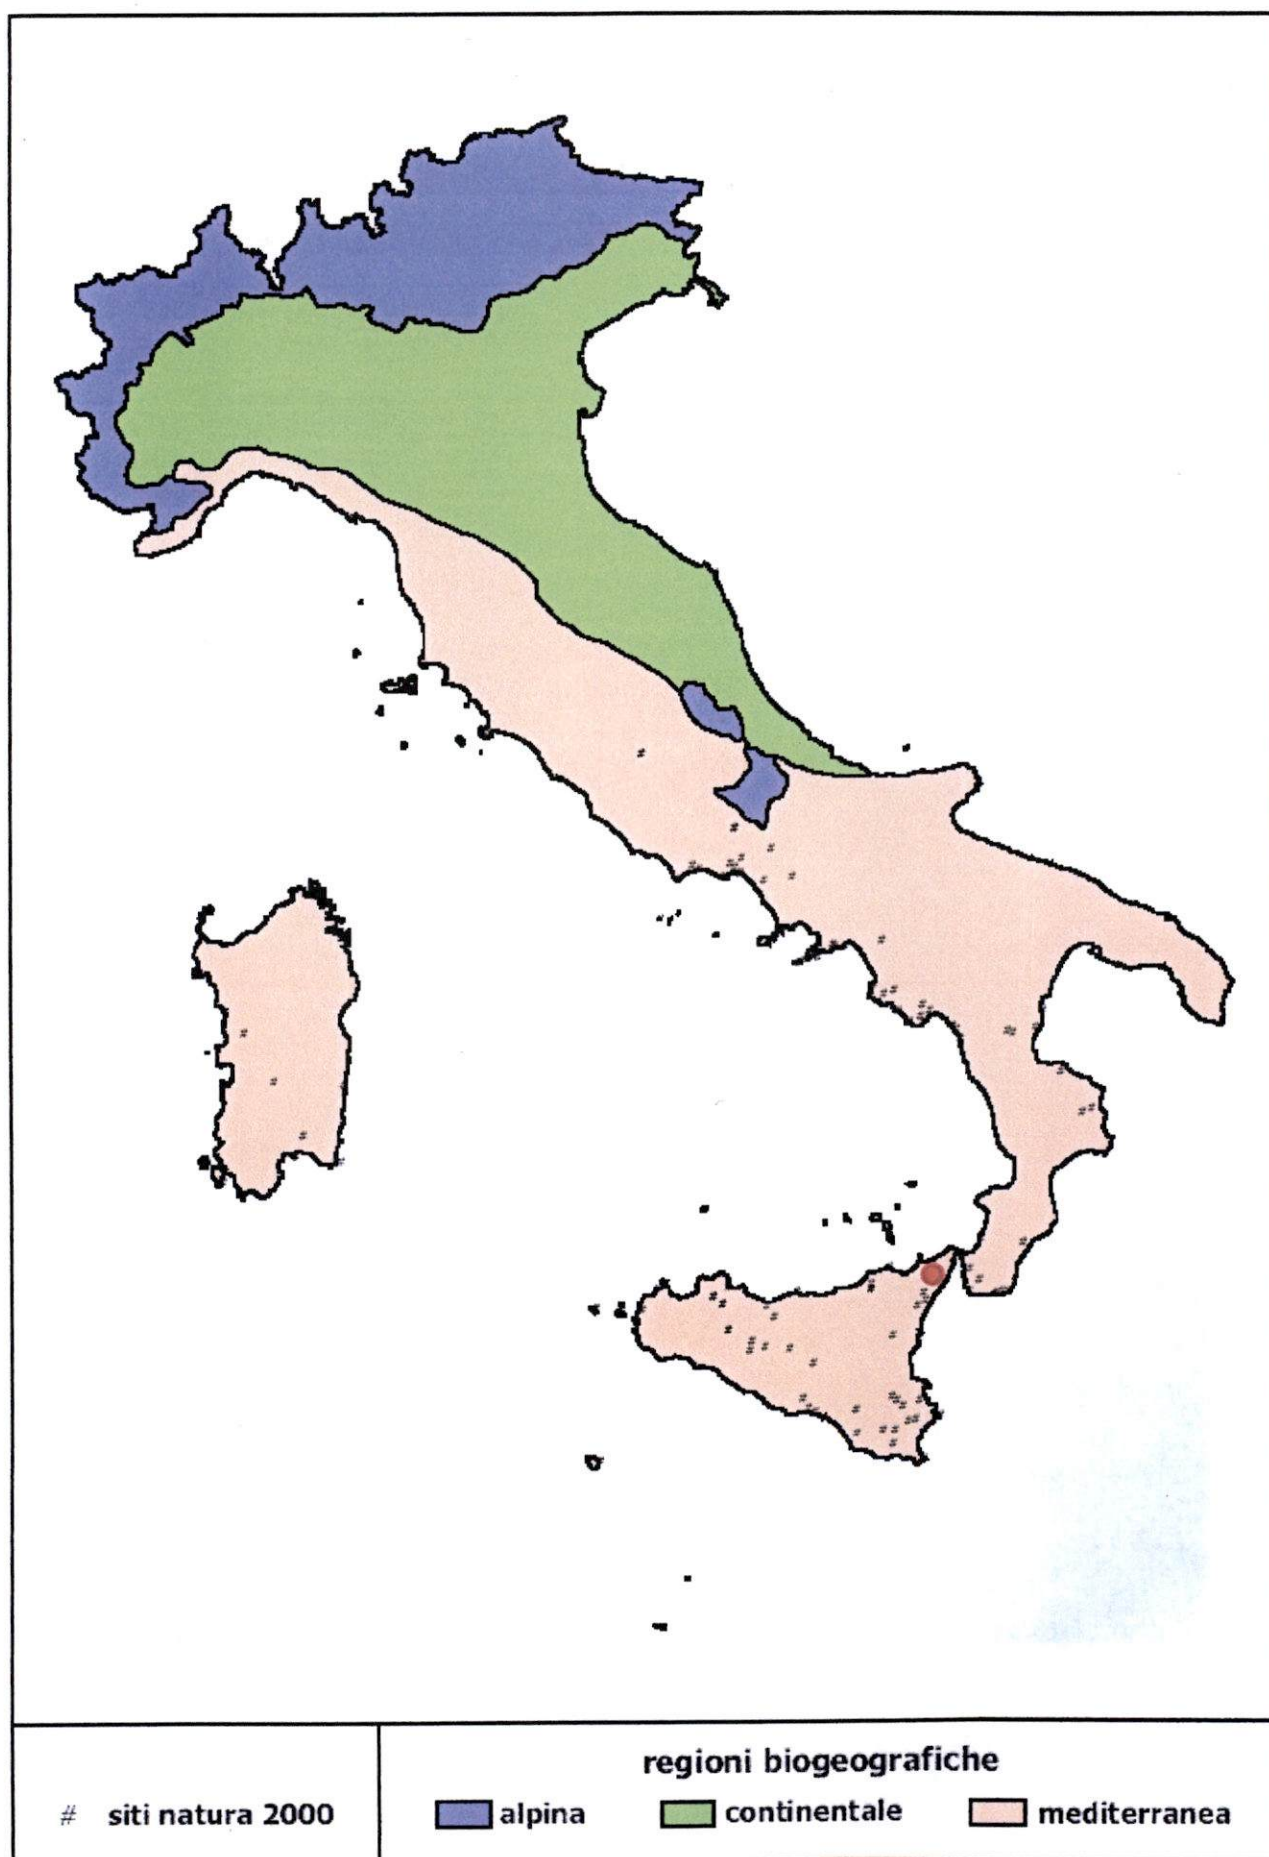 regioni biogeografiche
# siti natura 2000
alpina
continentale
mediterranea